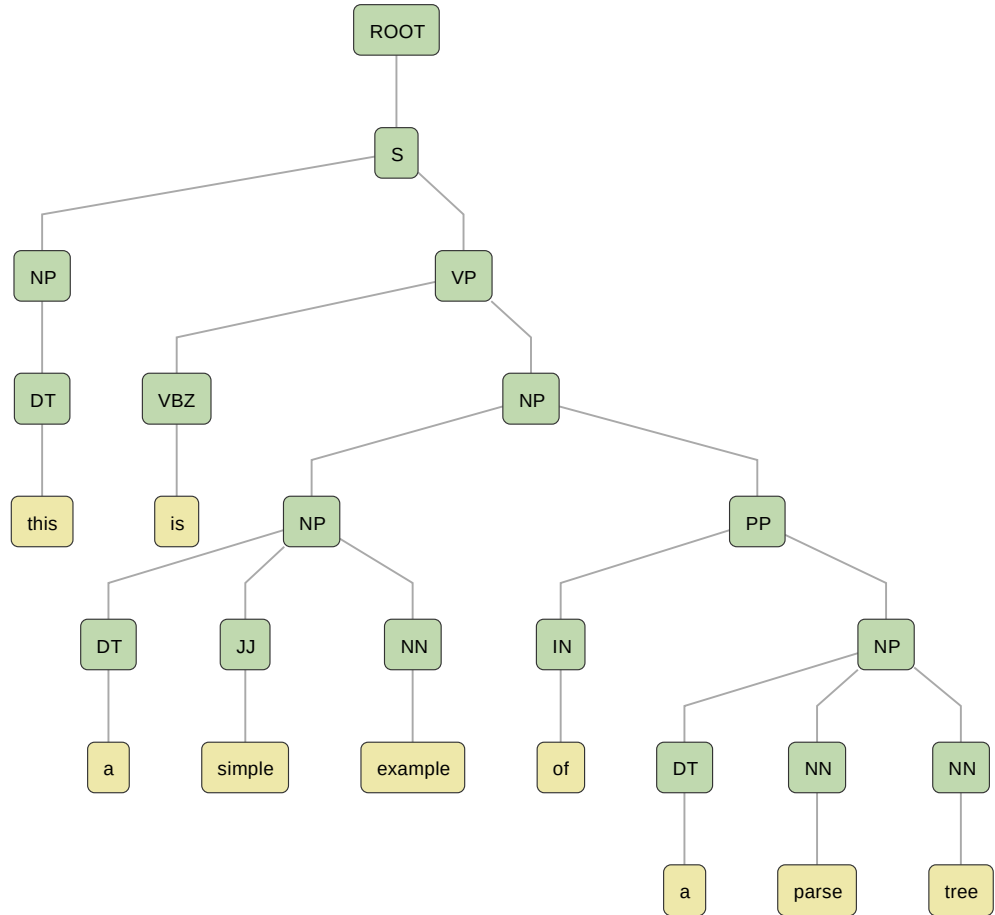 ROOT
S
NP VP
DT VBZ NP
this is NP PP
DT JJ NN IN NP
a simple example of DT NN NN
a parse tree